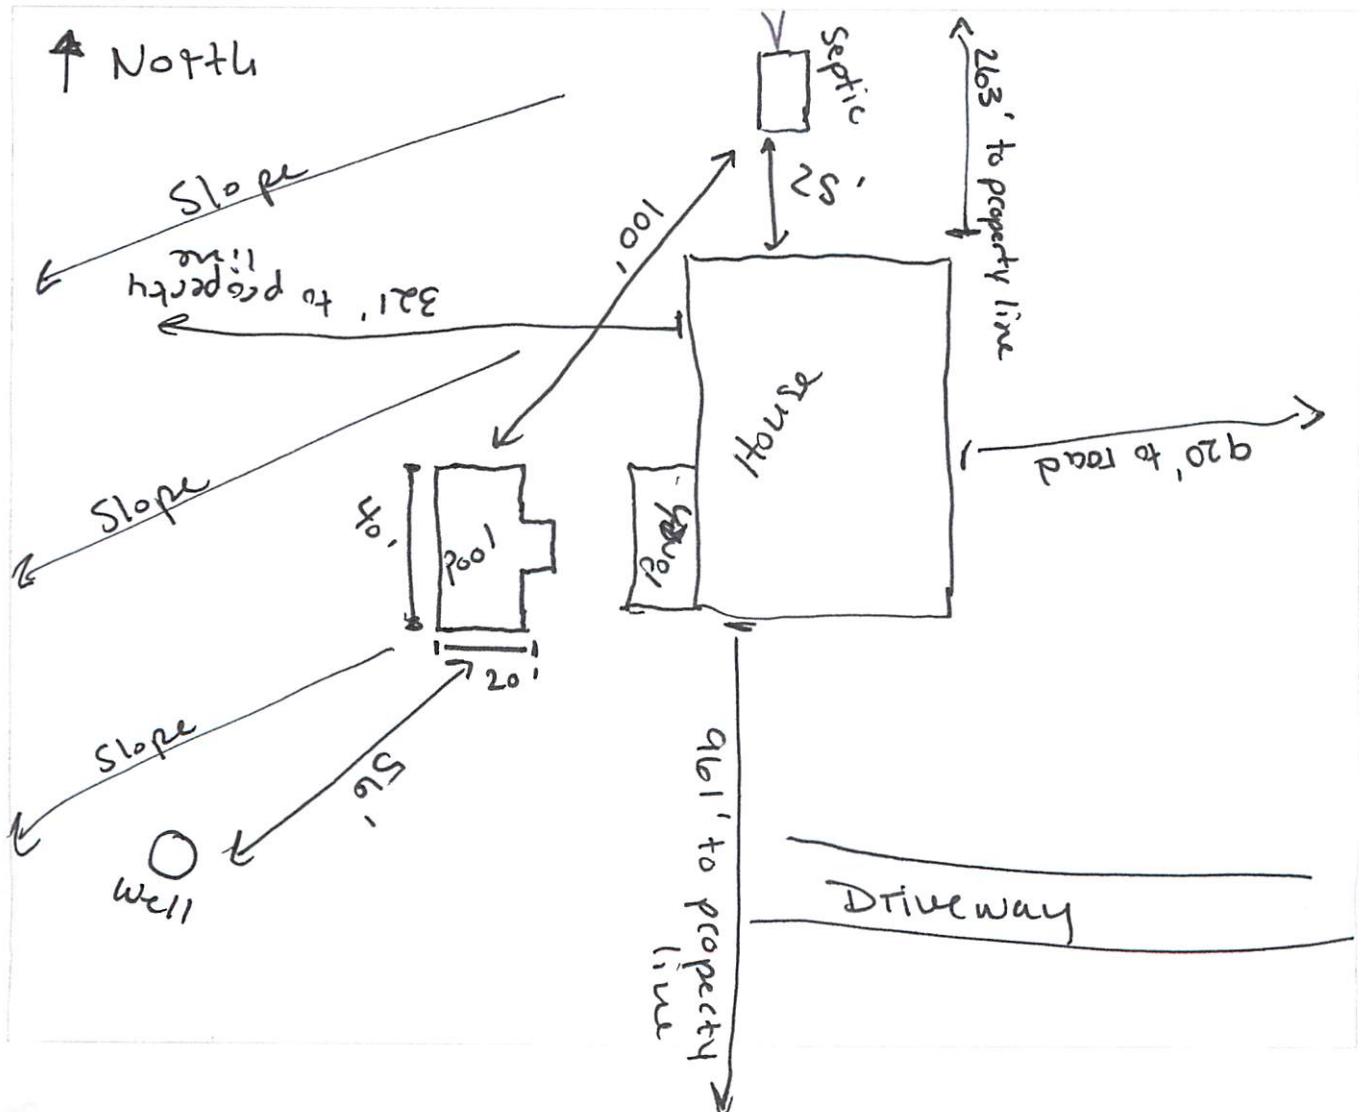 North
Septic
263' to property line
25'
Slope
100'
321' to property
line
House
920' to road
Slope
40'
Pool
20'
Slope
56'
961' to property
line
Well
Driveway